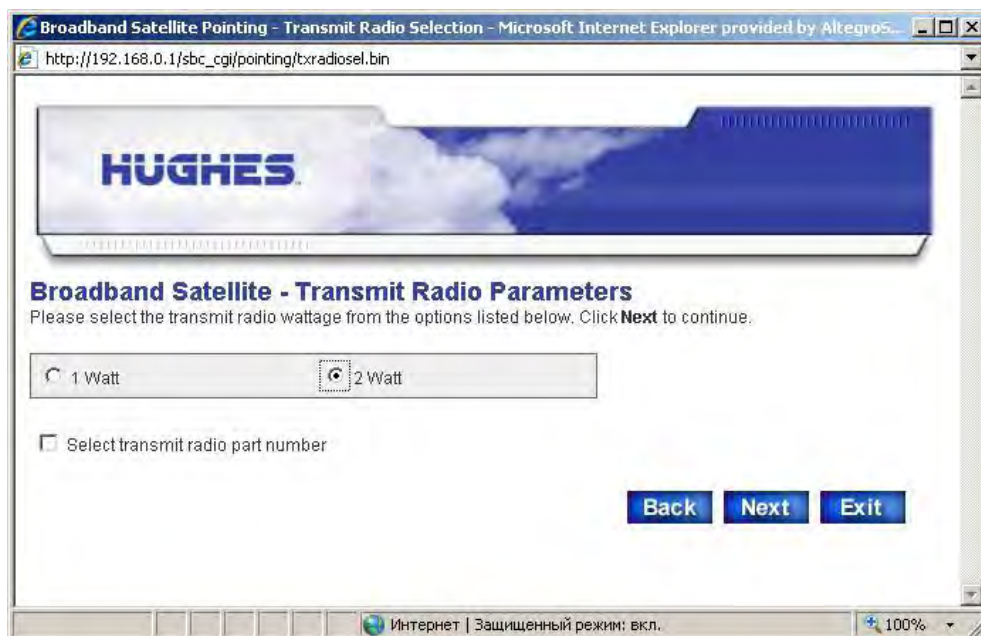 Broadband Satellite Pointing - Transmit Radio Selection - Microsoft Internet Explorer provided by AltegroS...
http://192.168.0.1/sbc_cgi/pointing/txradiosel.bin
HUGHES
Broadband Satellite - Transmit Radio Parameters
Please select the transmit radio wattage from the options listed below. Click Next to continue.
1 Watt 2 Watt
Select transmit radio part number
Back Next Exit
Интернет | Защищенный режим: вкл. 100%